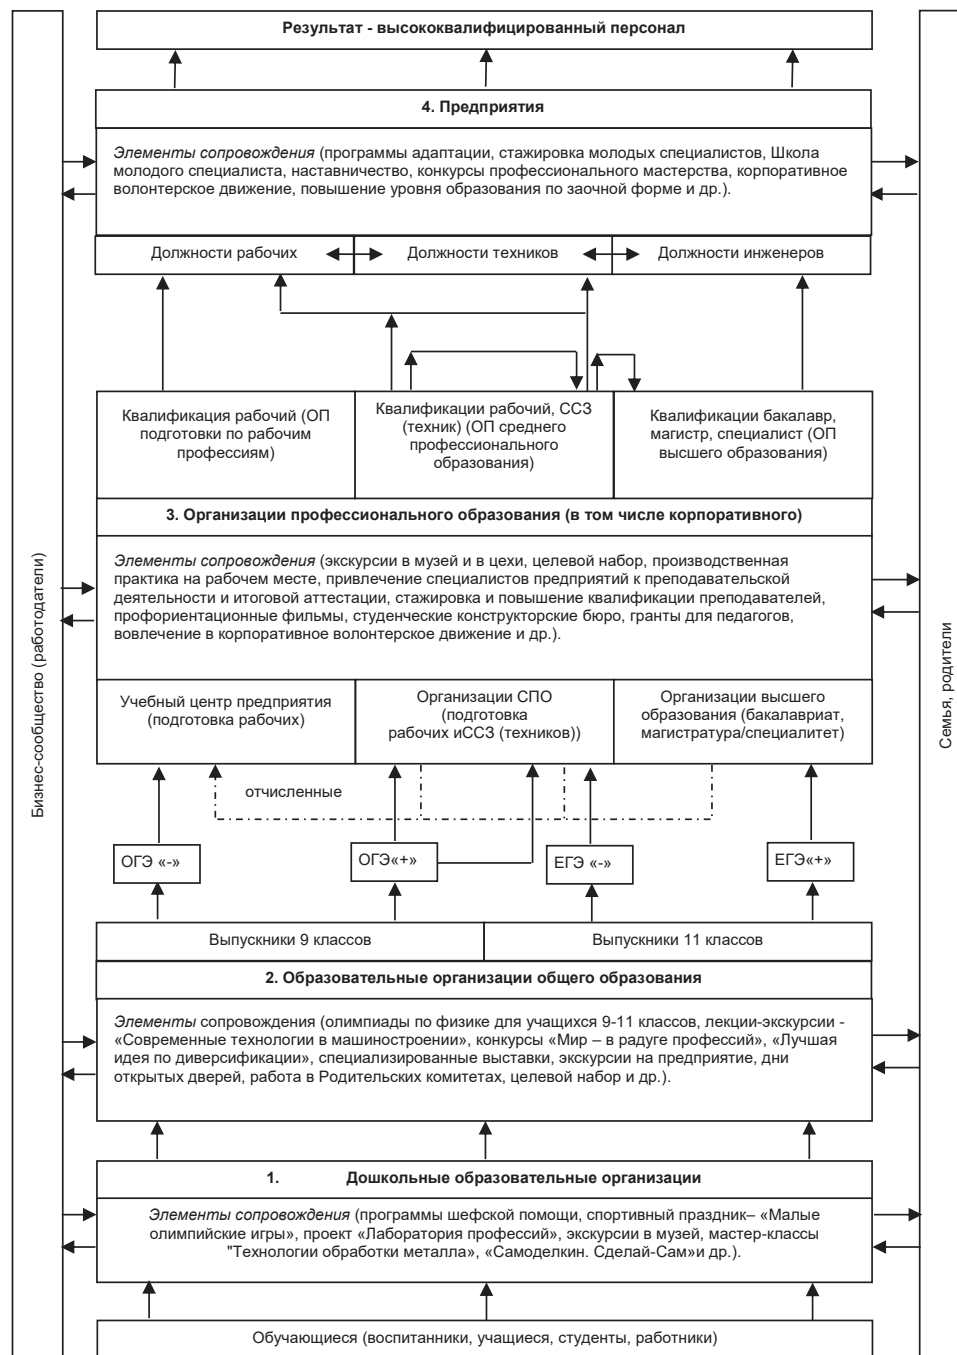 Результат - высококвалифицированный персонал
4. Предприятия
Элементы сопровождения (программы адаптации, стажировка молодых специалистов, Школа
молодого специалиста, наставничество, конкурсы профессионального мастерства, корпоративное
волонтерское движение, повышение уровня образования по заочной форме и др.).
Должности рабочих
Должности техников
Должности инженеров
Квалификация рабочий (ОП
подготовки по рабочим
профессиям)
Квалификации рабочий, ССЗ
(техник) (ОП среднего
профессионального
образования)
Квалификации бакалавр,
магистр, специалист (ОП
высшего образования)
3. Организации профессионального образования (в том числе корпоративного)
Элементы сопровождения (экскурсии в музей и в цехи, целевой набор, производственная
практика на рабочем месте, привлечение специалистов предприятий к преподавательской
деятельности и итоговой аттестации, стажировка и повышение квалификации преподавателей,
профориентационные фильмы, студенческие конструкторские бюро, гранты для педагогов,
вовлечение в корпоративное волонтерское движение и др.).
Учебный центр предприятия
(подготовка рабочих)
Организации СПО
(подготовка
рабочих иССЗ (техников))
Организации высшего
образования (бакалавриат,
магистратура/специалитет)
отчисленные
ОГЭ «-»
ОГЭ«+»
ЕГЭ «-»
ЕГЭ«+»
Выпускники 9 классов
Выпускники 11 классов
2. Образовательные организации общего образования
Элементы сопровождения (олимпиады по физике для учащихся 9-11 классов, лекции-экскурсии -
«Современные технологии в машиностроении», конкурсы «Мир – в радуге профессий», «Лучшая
идея по диверсификации», специализированные выставки, экскурсии на предприятие, дни
открытых дверей, работа в Родительских комитетах, целевой набор и др.).
1. Дошкольные образовательные организации
Элементы сопровождения (программы шефской помощи, спортивный праздник– «Малые
олимпийские игры», проект «Лаборатория профессий», экскурсии в музей, мастер-классы
"Технологии обработки металла», «Самоделкин. Сделай-Сам»и др.).
Обучающиеся (воспитанники, учащиеся, студенты, работники)
Бизнес-сообщество (работодатели)
Семья, родители